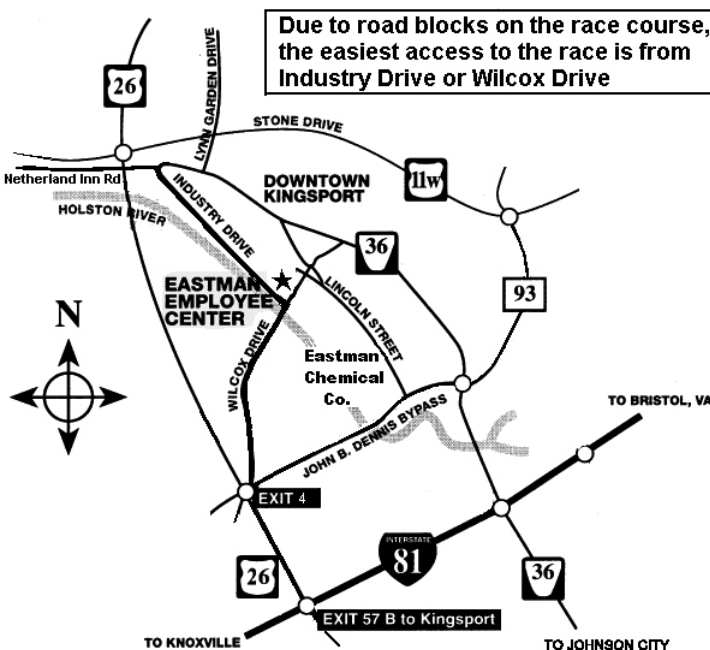 Due to road blocks on the race course,
the easiest access to the race is from
Industry Drive or Wilcox Drive
26
LYNN GARDEN DRIVE
STONE DRIVE
11W
Netherland Inn Rd
DOWNTOWN
KINGSPORT
INDUSTRY DRIVE
HOLSTON RIVER
36
93
EASTMAN
EMPLOYEE
CENTER
LINCOLN STREET
N
WILCOX DRIVE
Eastman
Chemical
Co.
JOHN B. DENNIS BYPASS
TO BRISTOL, VA
EXIT 4
26
INTERSTATE
81
36
EXIT 57 B to Kingsport
TO KNOXVILLE
TO JOHNSON CITY